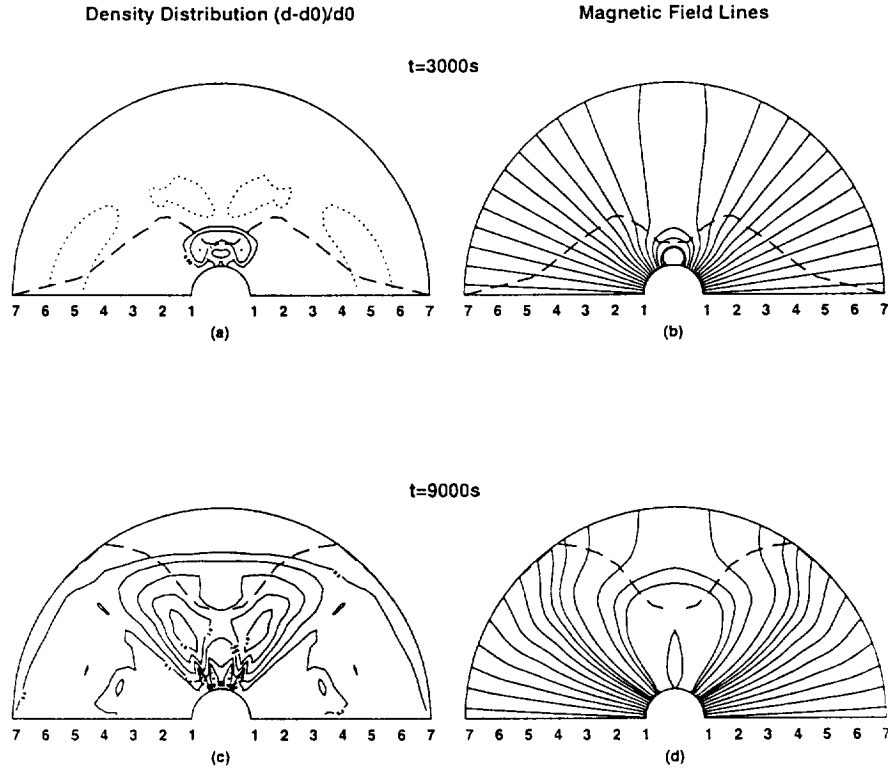 Density Distribution (d-d0)/d0
Magnetic Field Lines
t=3000s
7 6 5 4 3 2 1 1 2 3 4 5 6 7
7 6 5 4 3 2 1 1 2 3 4 5 6 7
(a)
(b)
t=9000s
7 6 5 4 3 2 1 1 2 3 4 5 6 7
7 6 5 4 3 2 1 1 2 3 4 5 6 7
(c)
(d)